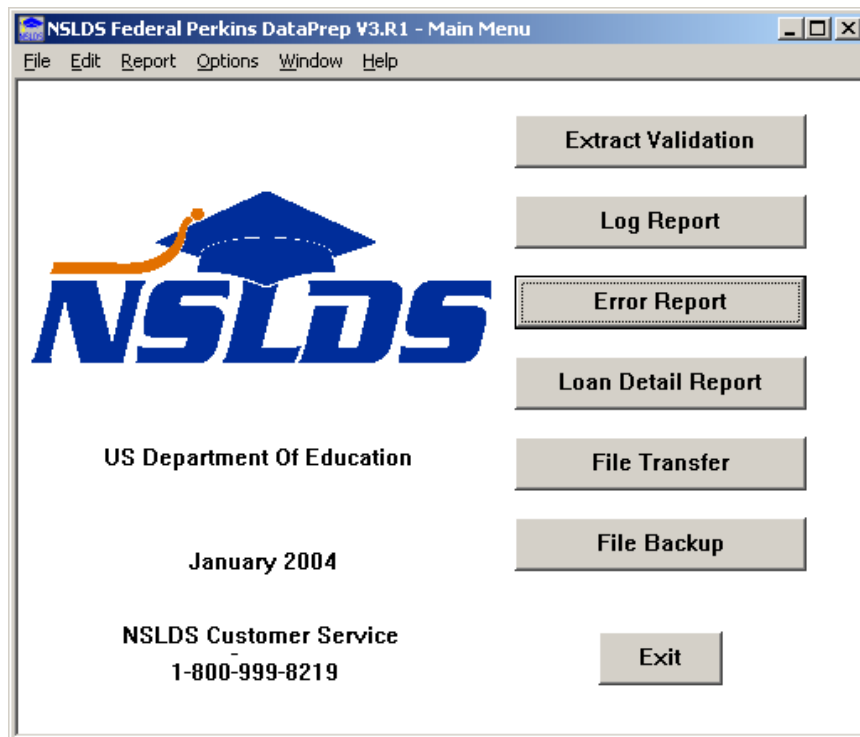 NSLDS Federal Perkins DataPrep V3.R1 - Main Menu
File Edit Report Options Window Help
Extract Validation
Log Report
Error Report
NSLDS
Loan Detail Report
US Department Of Education
File Transfer
File Backup
January 2004
NSLDS Customer Service
1-800-999-8219
Exit